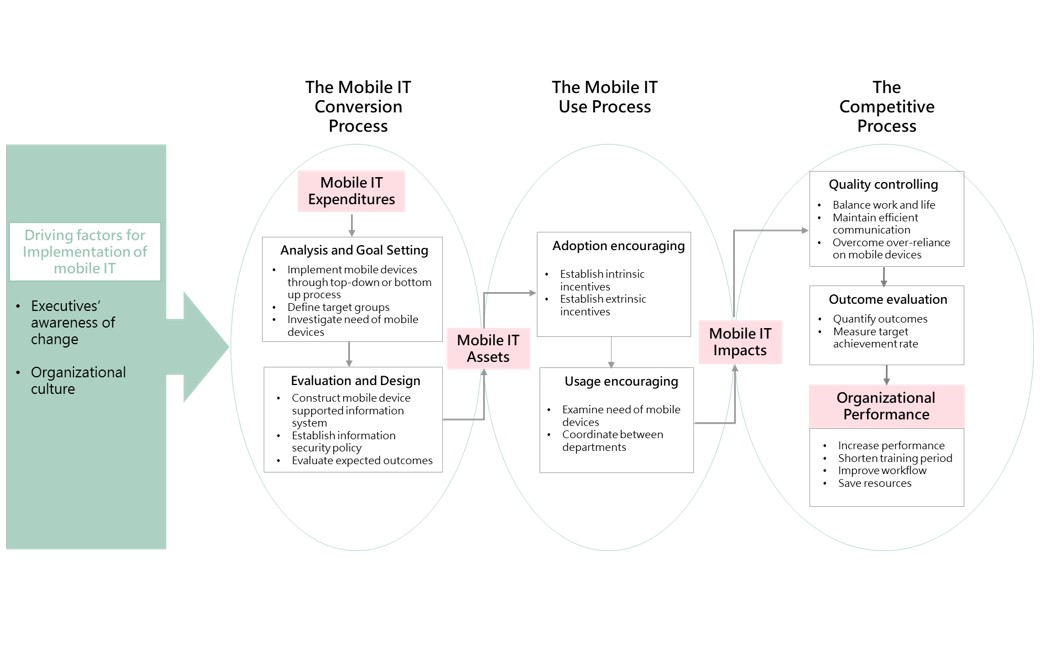 The Mobile IT
Conversion
Process
The Mobile IT
Use Process
The
Competitive
Process
Driving factors for
Implementation of
mobile IT
• Executives’
awareness of
change
• Organizational
culture
Mobile IT
Expenditures
Analysis and Goal Setting
• Implement mobile devices
through top-down or bottom
up process
• Define target groups
• Investigate need of mobile
devices
Evaluation and Design
• Construct mobile device
supported information
system
• Establish information
security policy
• Evaluate expected outcomes
Mobile IT
Assets
Adoption encouraging
• Establish intrinsic
incentives
• Establish extrinsic
incentives
Usage encouraging
• Examine need of mobile
devices
• Coordinate between
departments
Mobile IT
Impacts
Quality controlling
• Balance work and life
• Maintain efficient
communication
• Overcome over-reliance
on mobile devices
Outcome evaluation
• Quantify outcomes
• Measure target
achievement rate
Organizational
Performance
• Increase performance
• Shorten training period
• Improve workflow
• Save resources